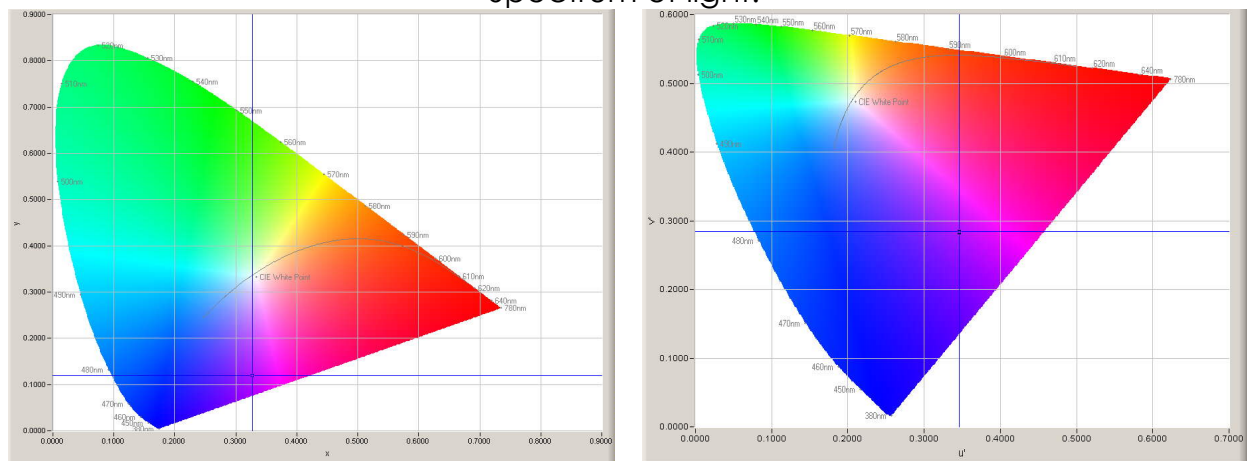 spectrom of light.
0.9000
0.8000
0.7000
0.6000
0.5000
0.4000
0.3000
0.2000
0.1000
0.0000
y
520nm
530nm
510nm
540nm
550nm
560nm
570nm
500nm
580nm
590nm
600nm
CIE White Point
610nm
620nm
490nm
640nm
780nm
480nm
470nm
460nm
450nm
380nm
0.0000 0.1000 0.2000 0.3000 0.4000 0.5000 0.6000 0.7000 0.8000 0.9000
x
0.6000
0.5000
0.4000
0.3000
0.2000
0.1000
0.0000
v'
520nm 530nm 540nm 550nm 560nm 570nm 580nm 590nm 600nm 610nm 620nm 640nm
510nm
780nm
500nm
CIE White Point
490nm
480nm
470nm
460nm
450nm
380nm
0.0000 0.1000 0.2000 0.3000 0.4000 0.5000 0.6000 0.7000
u'